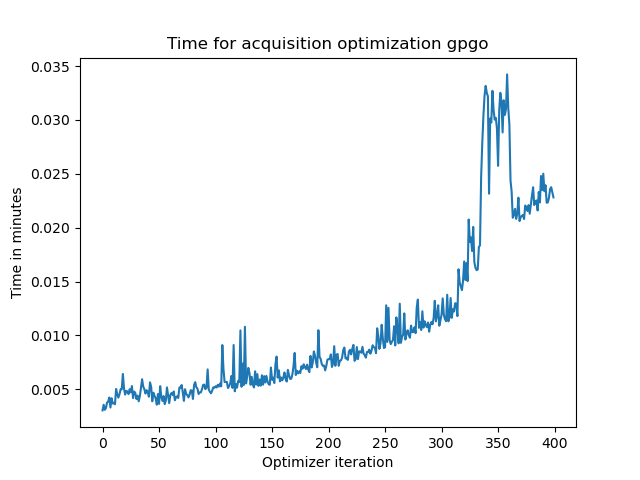 Time for acquisition optimization gpgo
0.035
0.030
0.025
0.020
0.015
0.010
0.005
Time in minutes
0 50 100 150 200 250 300 350 400
Optimizer iteration